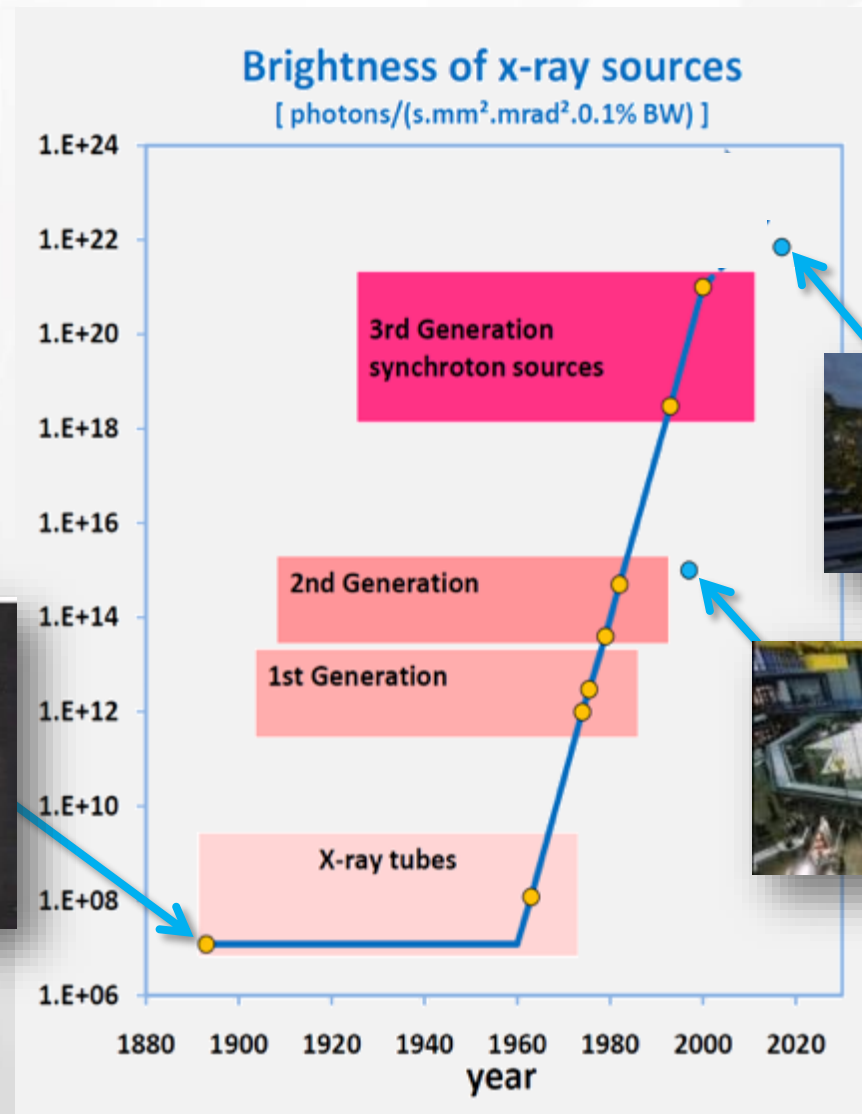 Brightness of x-ray sources
[ photons/(s.mm².mrad².0.1% BW) ]
1.E+24
1.E+22
1.E+20
1.E+18
1.E+16
1.E+14
1.E+12
1.E+10
1.E+08
1.E+06
3rd Generation
synchroton sources
2nd Generation
1st Generation
X-ray tubes
1880 1900 1920 1940 1960 1980 2000 2020
year